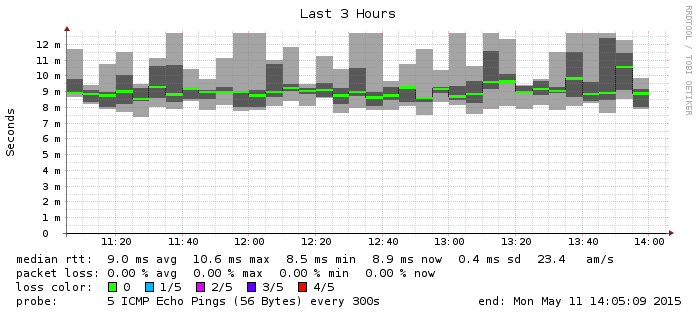 Last 3 Hours
RRDTOOL / TOBI OETIKER
Seconds
12 m
11 m
10 m
9 m
8 m
7 m
6 m
5 m
4 m
3 m
2 m
1 m
0
11:20 11:40 12:00 12:20 12:40 13:00 13:20 13:40 14:00
median rtt: 9.0 ms avg 10.6 ms max 8.5 ms min 8.9 ms now 0.4 ms sd 23.4 am/s
packet loss: 0.00 % avg 0.00 % max 0.00 % min 0.00 % now
loss color: 0 1/5 2/5 3/5 4/5
probe: 5 ICMP Echo Pings (56 Bytes) every 300s end: Mon May 11 14:05:09 2015